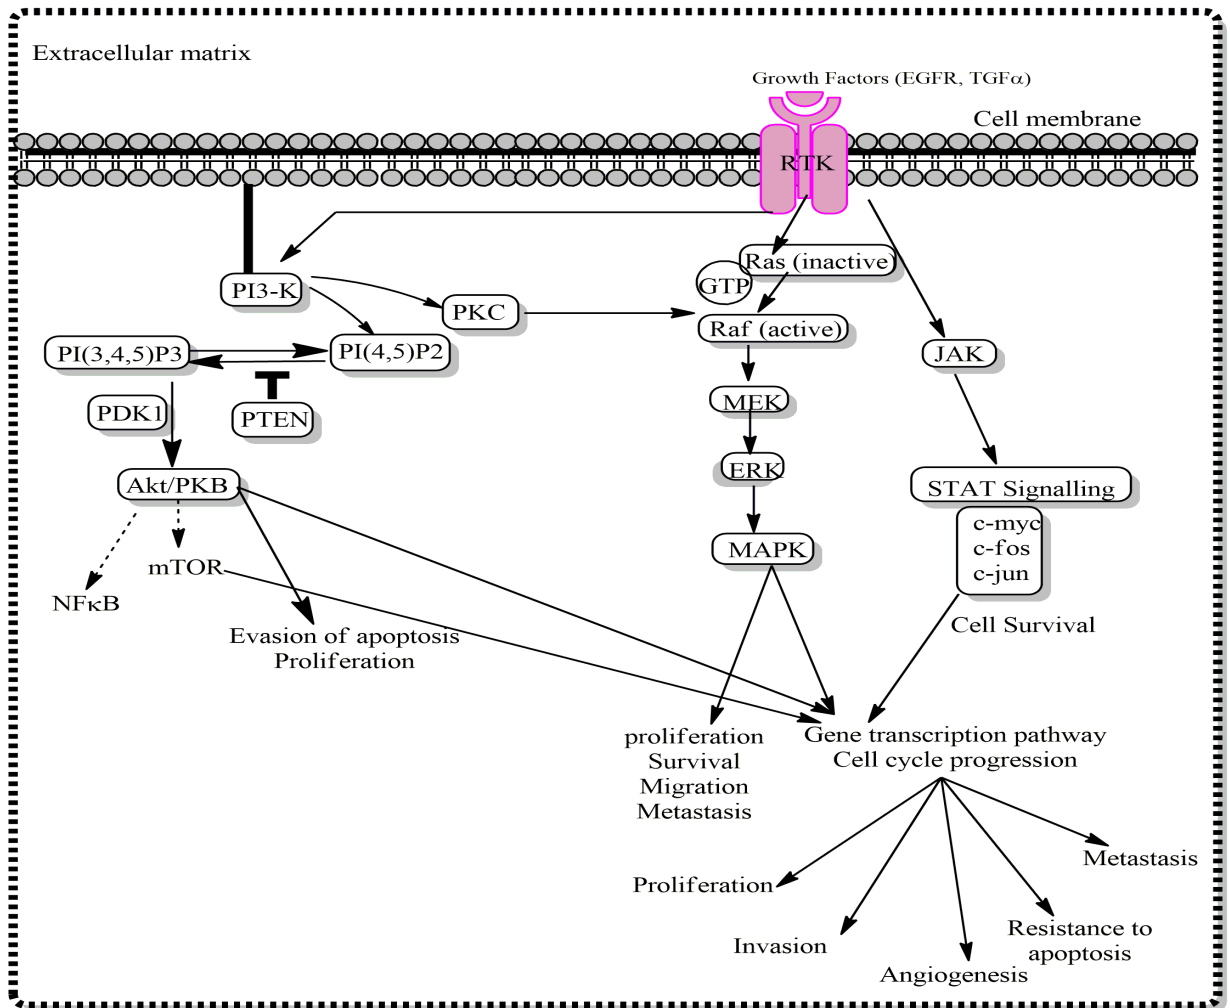 Extracellular matrix
Growth Factors (EGFR, TGFα)
Cell membrane
RTK
Ras (inactive)
GTP
PI3-K
PKC
Raf (active)
PI(3,4,5)P3
PI(4,5)P2
JAK
PDK1
PTEN
MEK
ERK
Akt/PKB
STAT Signalling
c-myc
c-fos
c-jun
MAPK
mTOR
NFκB
Evasion of apoptosis
Proliferation
Cell Survival
proliferation
Survival
Migration
Metastasis
Gene transcription pathway
Cell cycle progression
Metastasis
Proliferation
Invasion
Resistance to
apoptosis
Angiogenesis